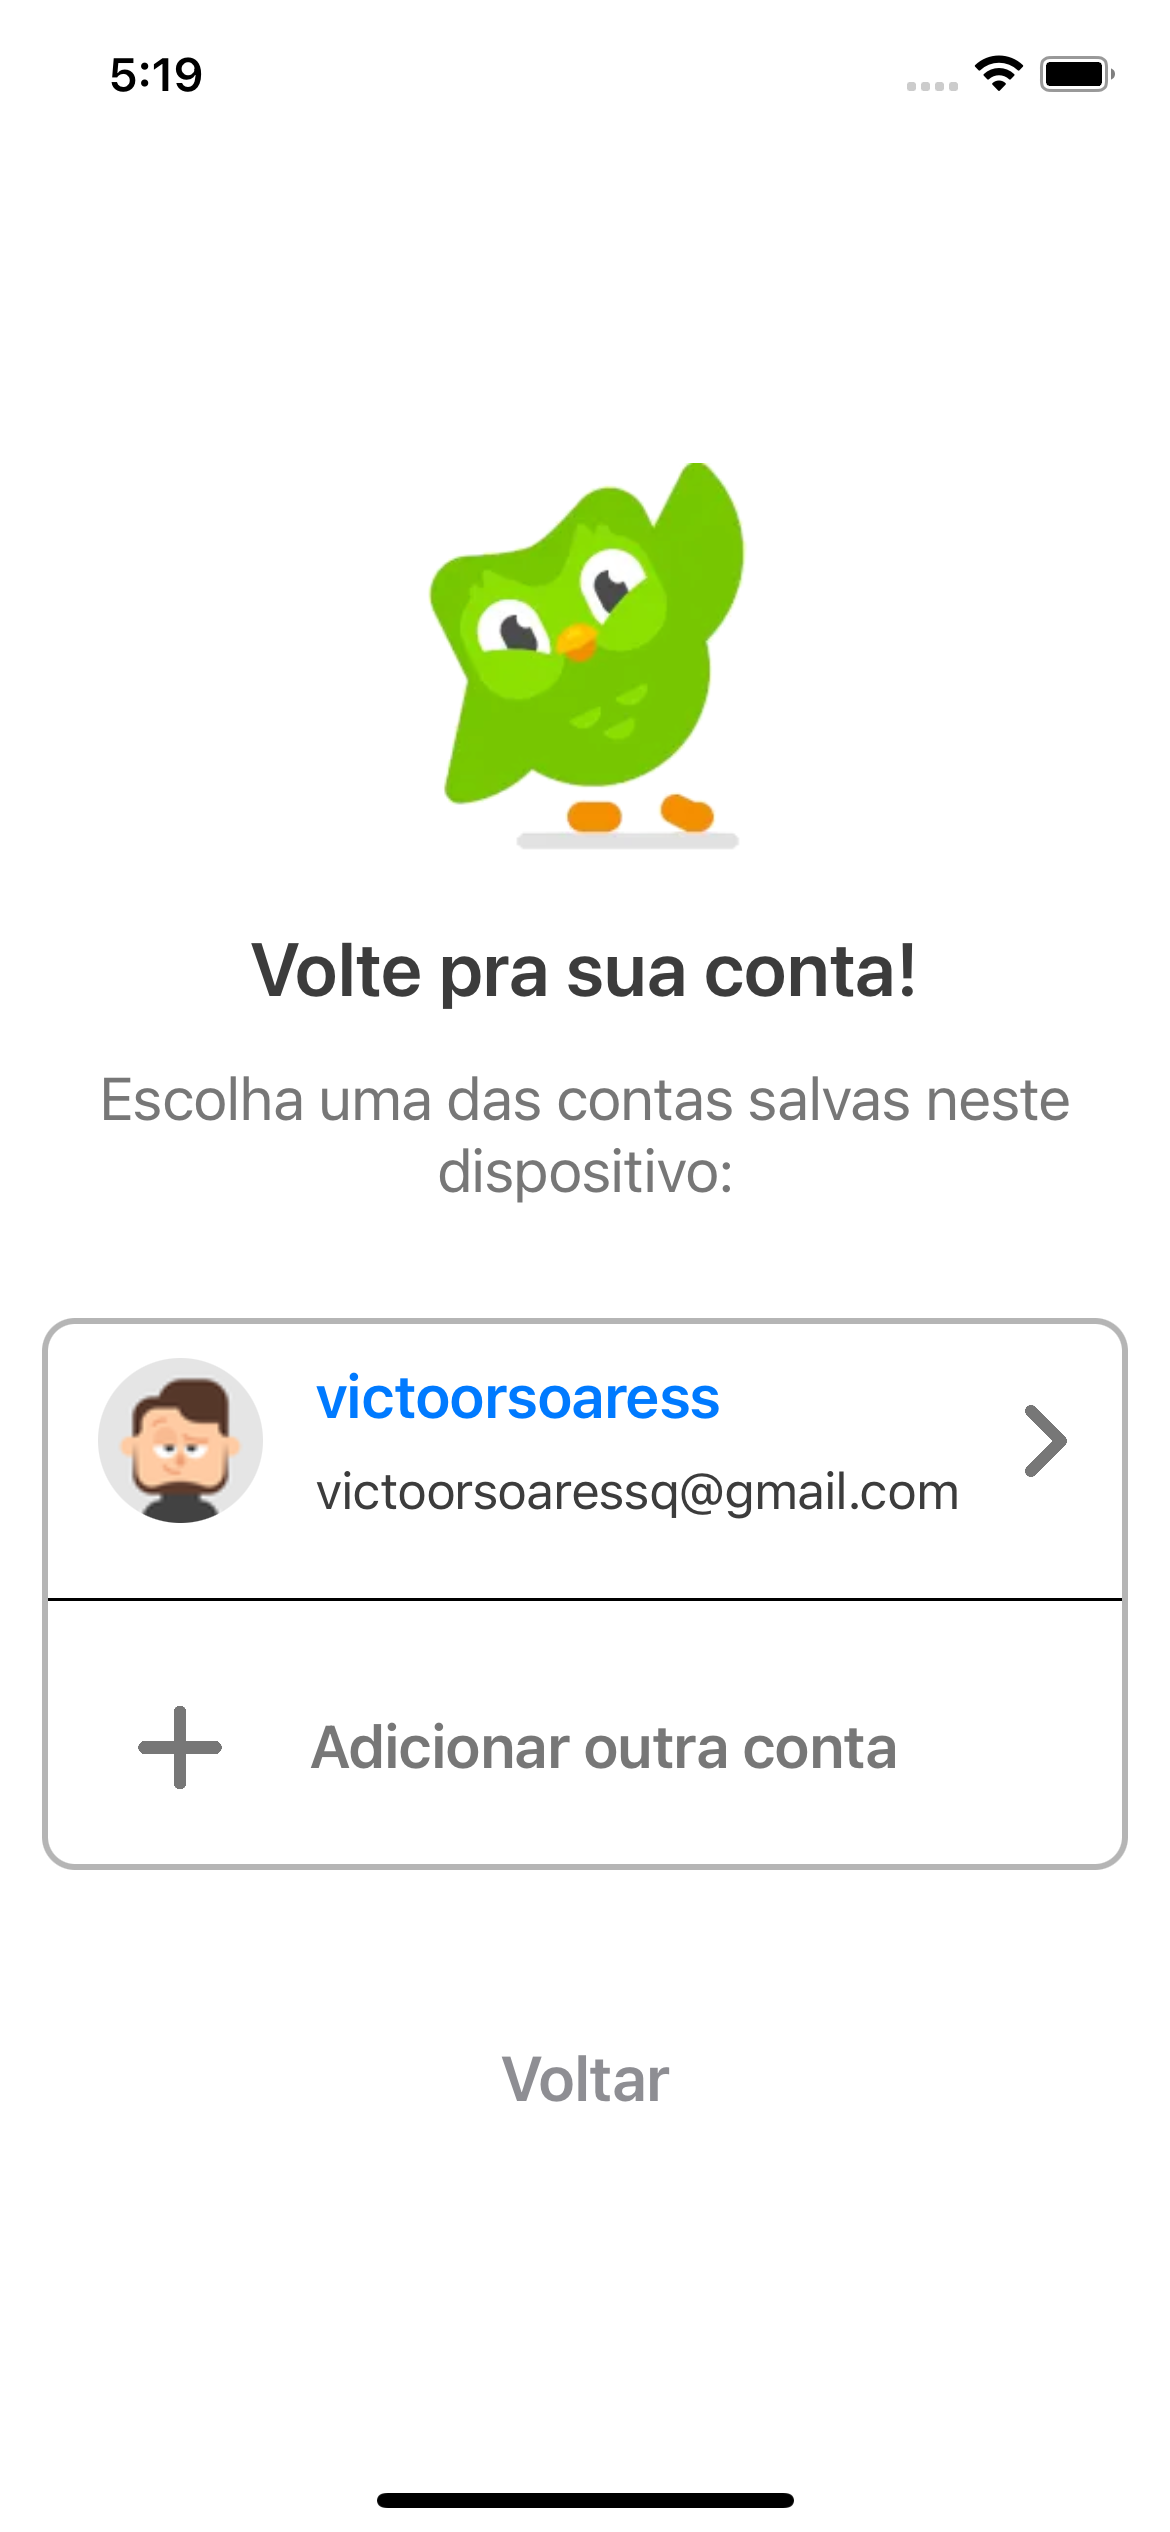 5:19
Volte pra sua conta!
Escolha uma das contas salvas neste
dispositivo:
victoorsoaress
victoorsoaressq@gmail.com
Adicionar outra conta
Voltar